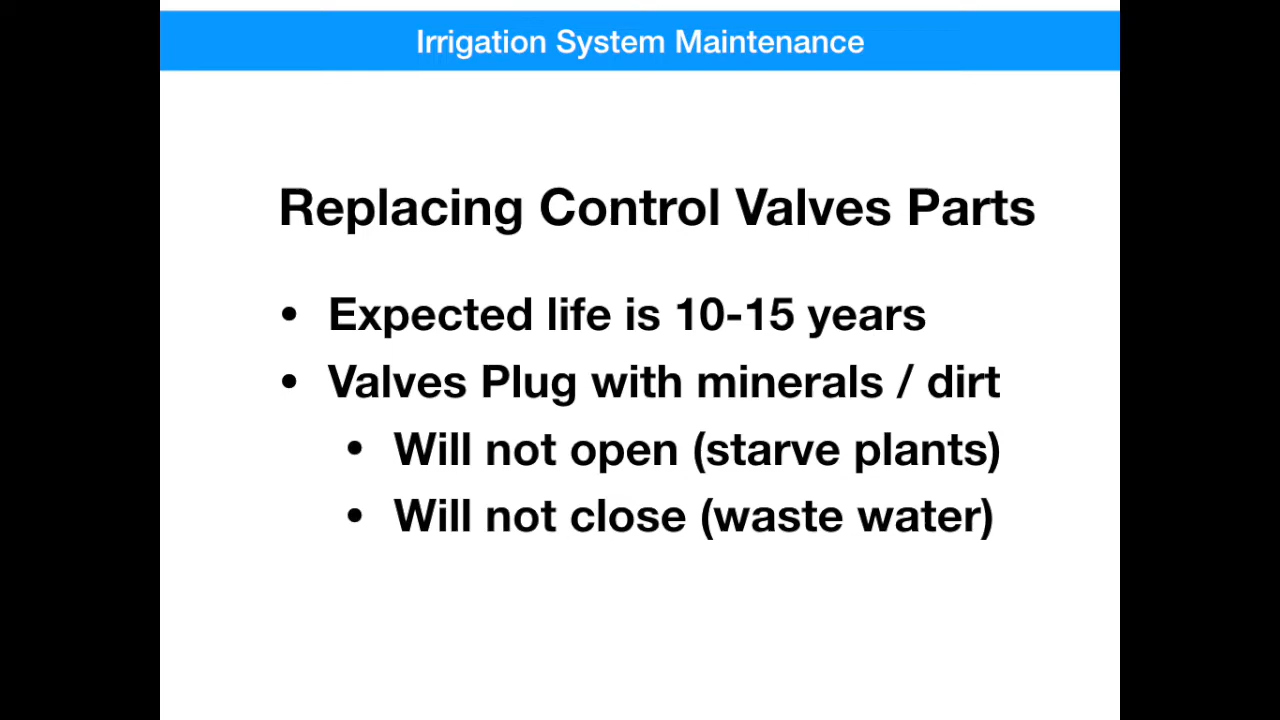 Irrigation System Maintenance
Replacing Control Valves Parts
• Expected life is 10-15 years
• Valves Plug with minerals / dirt
• Will not open (starve plants)
• Will not close (waste water)